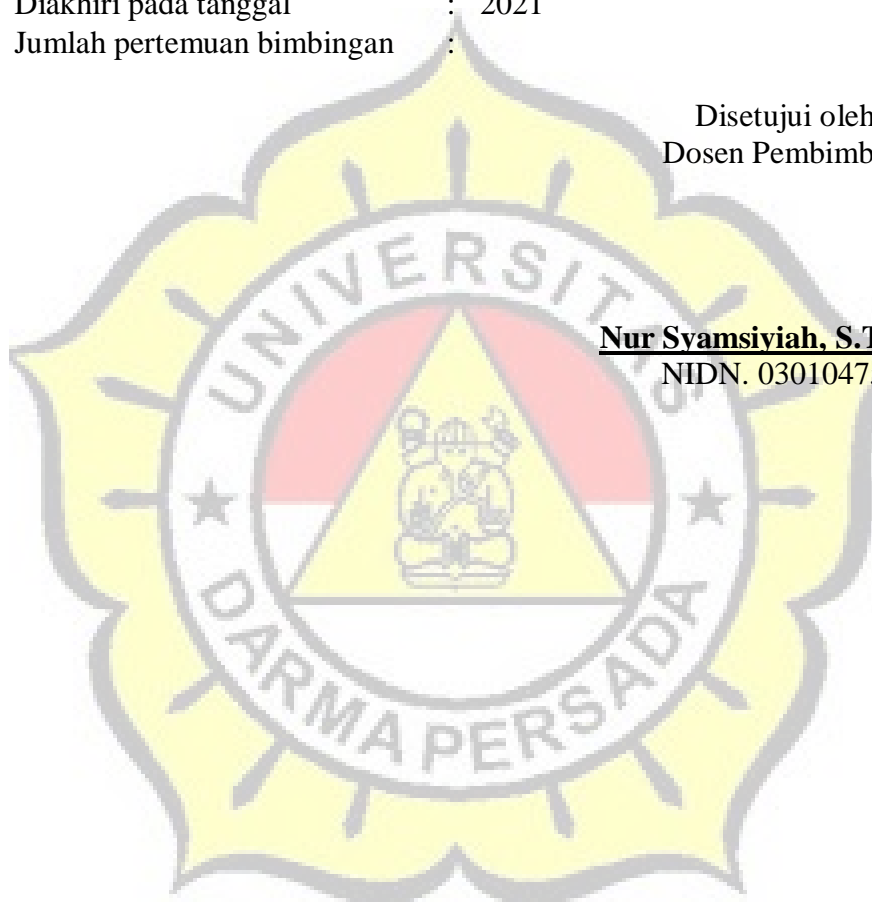 Diakhiri pada tanggal : 2021
Jumlah pertemuan bimbingan :
Disetujui oleh
Dosen Pembimb
Nur Syamsiyiah, S.T
NIDN. 0301047
UNIVERSITAS
DARMA PERSADA